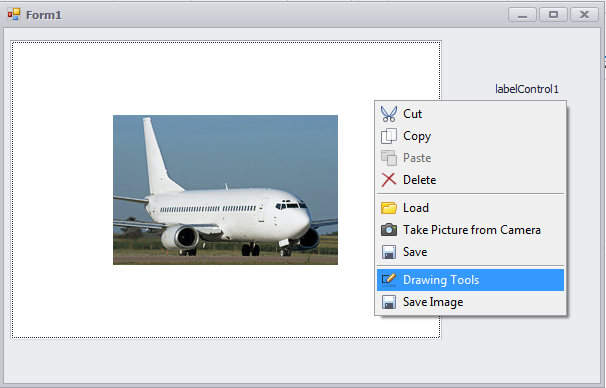 Form1
labelControl1
Cut
Copy
Paste
Delete
Load
Take Picture from Camera
Save
Drawing Tools
Save Image